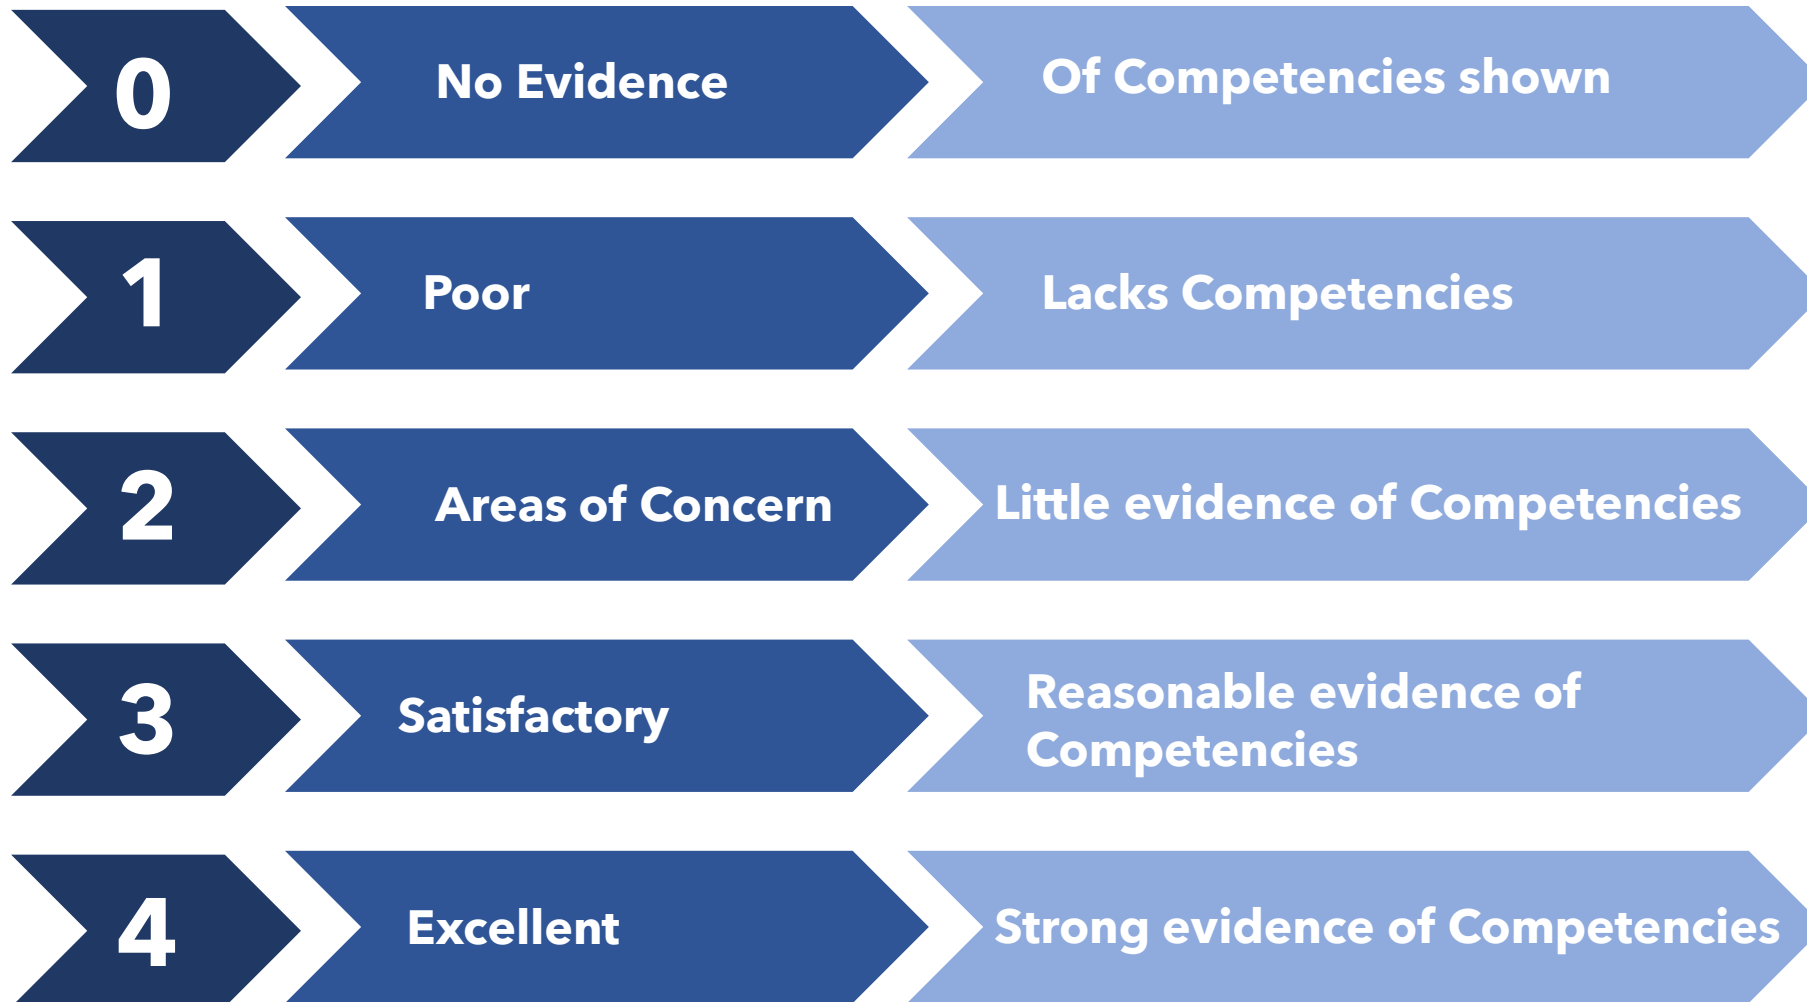 0
No Evidence
Of Competencies shown
1
Poor
Lacks Competencies
2
Areas of Concern
Little evidence of Competencies
3
Satisfactory
Reasonable evidence of
Competencies
4
Excellent
Strong evidence of Competencies